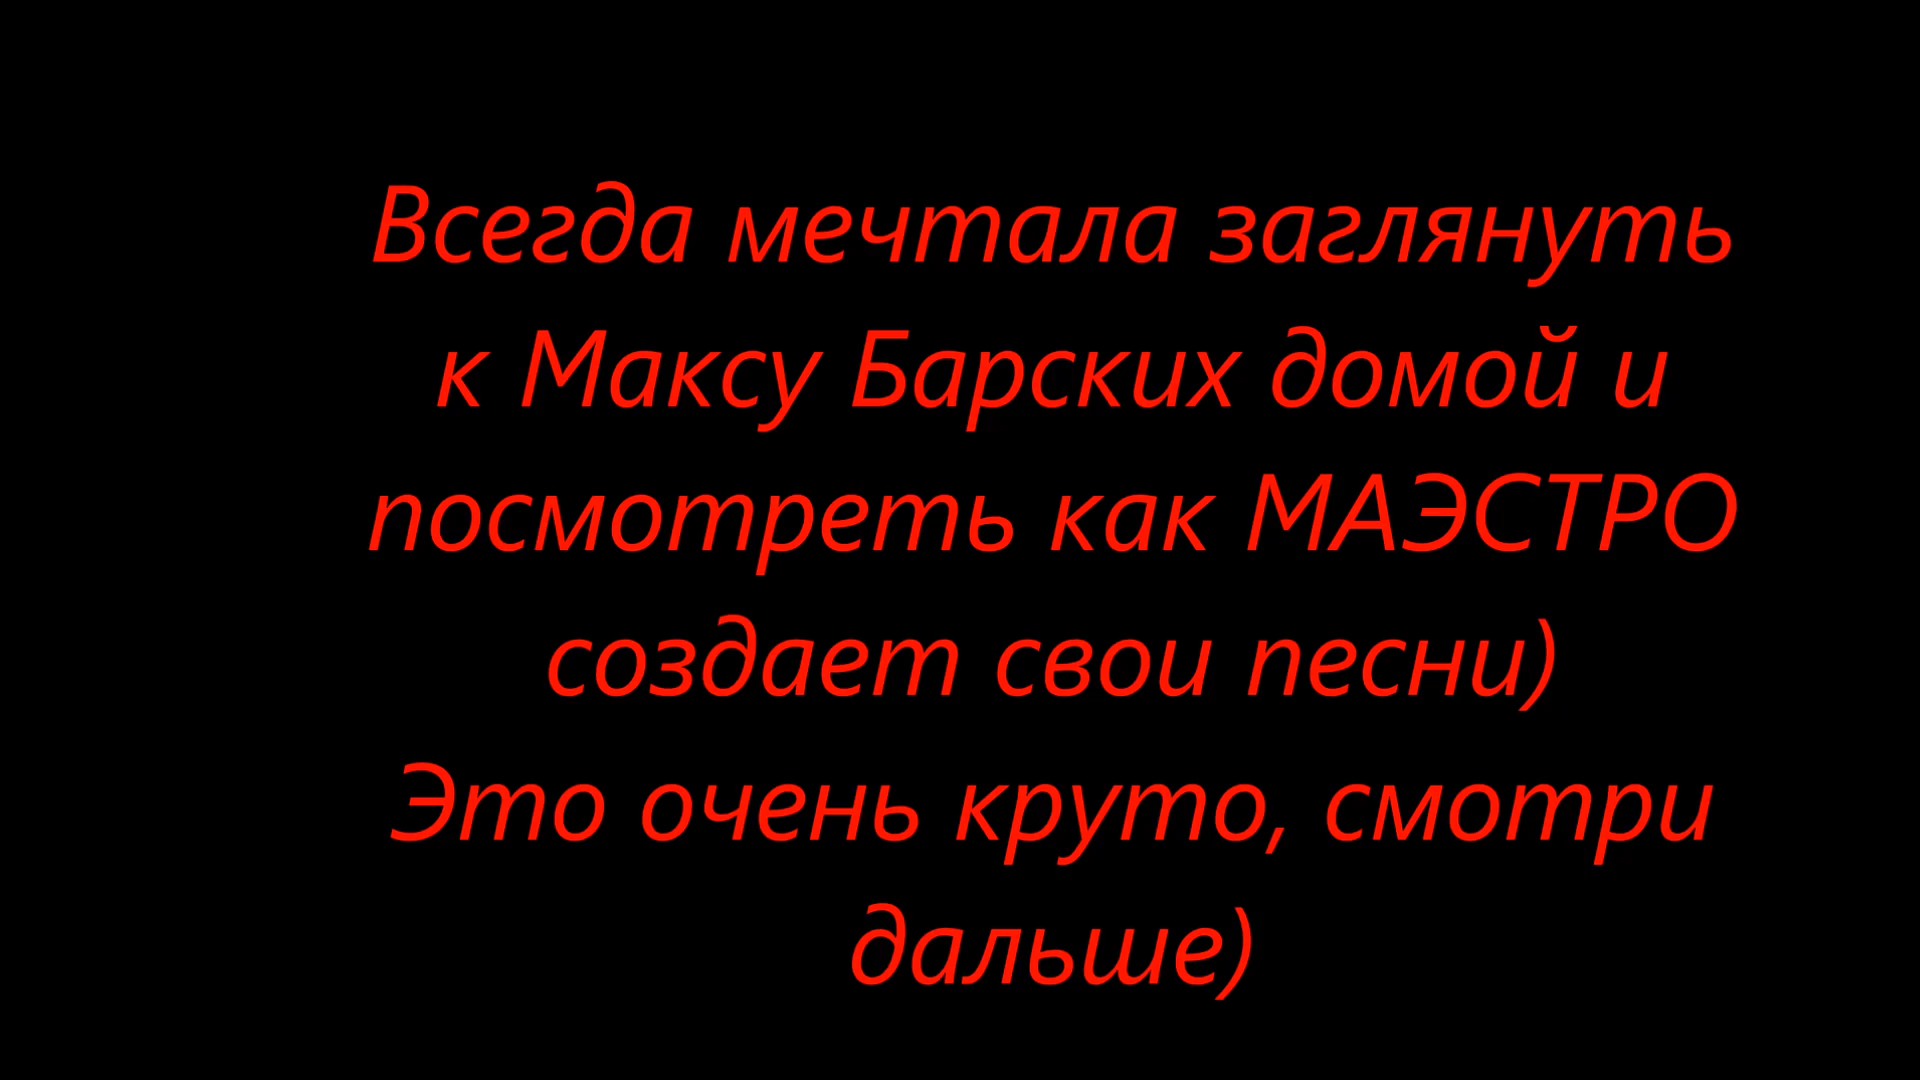 Всегда мечтала заглянуть
к Максу Барских домой и
посмотреть как МАЭСТРО
создает свои песни)
Это очень круто, смотри
дальше)